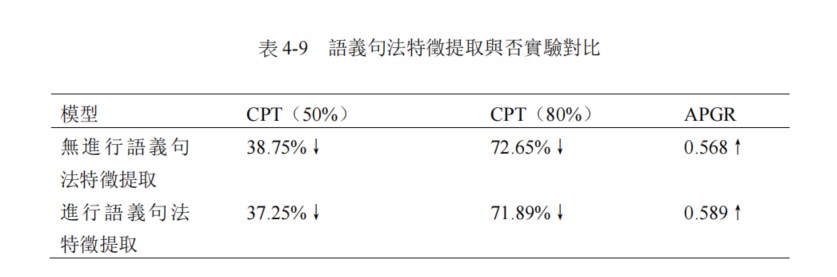 表 4-9 語義句法特徵提取與否實驗對比
模型 CPT（50%） CPT（80%） APGR
無進行語義句 38.75%↓ 72.65%↓ 0.568↑
法特徵提取
進行語義句法 37.25%↓ 71.89%↓ 0.589↑
特徵提取